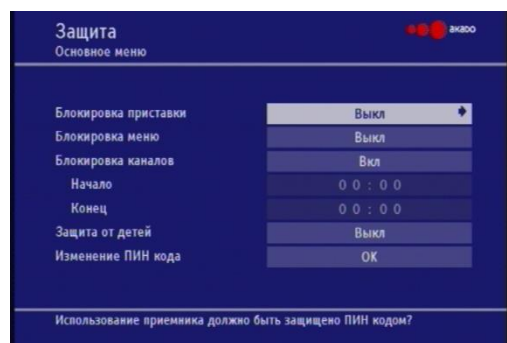 Защита
акадо
Основное меню
Блокировка приставки Выкл
Блокировка меню Выкл
Блокировка каналов Вкл
Начало 00:00
Конец 00:00
Защита от детей Выкл
Изменение ПИН кода OK
Использование приемника должно быть защищено ПИН кодом?